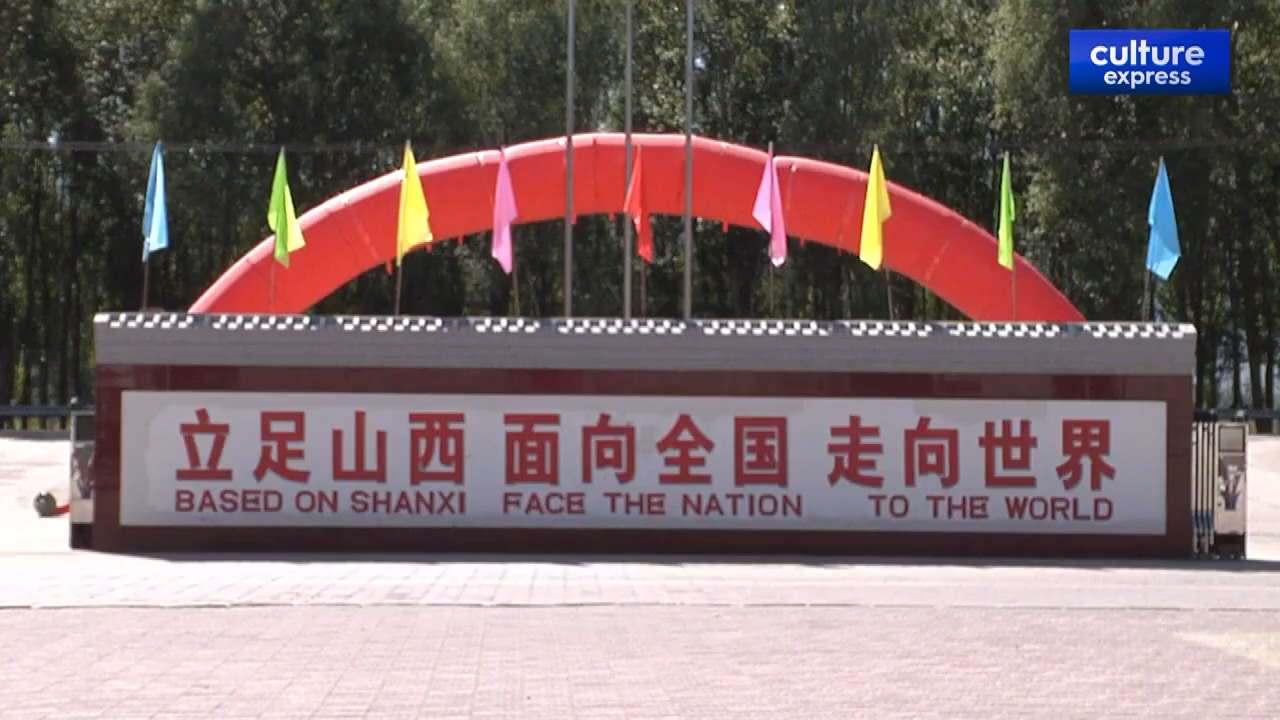 culture
express
立足山西 面向全国 走向世界
BASED ON SHANXI FACE THE NATION TO THE WORLD